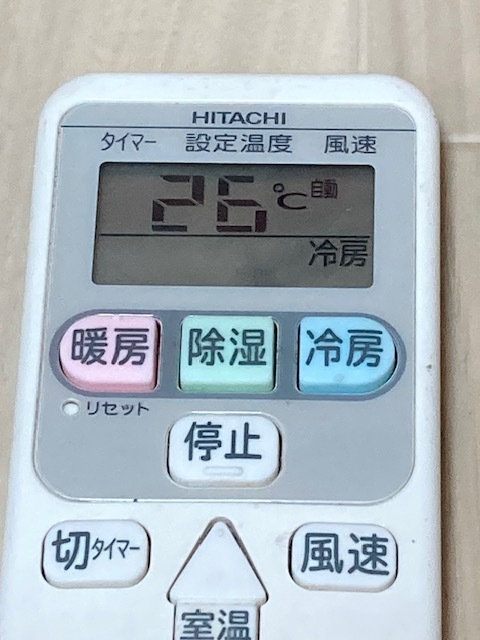 HITACHI
タイマー 設定温度 風速
26℃ 自動
冷房
暖房 除湿 冷房
リセット
停止
切タイマー 風速
室温